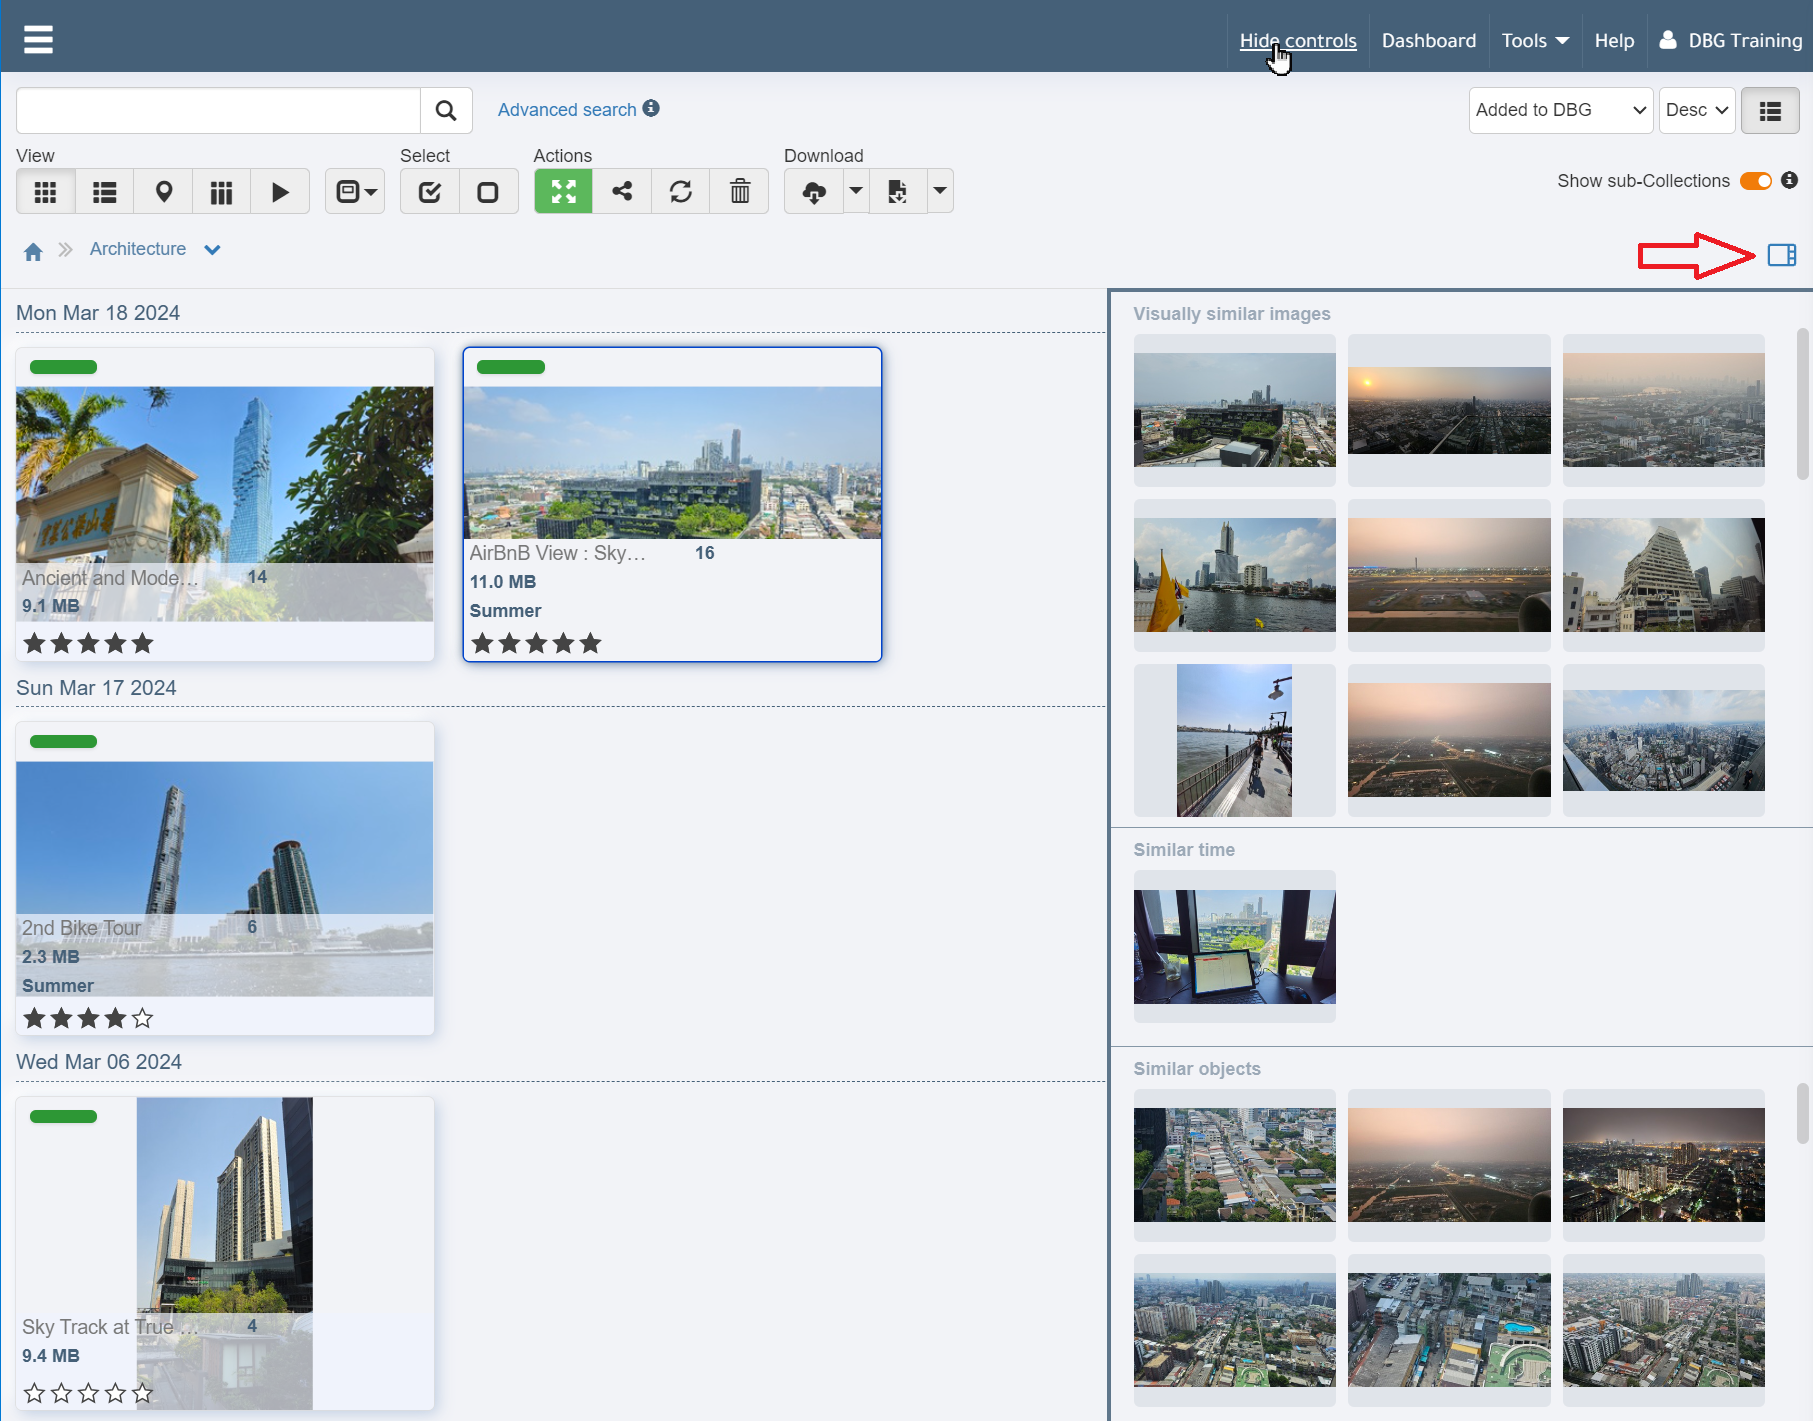 Hide controls
Dashboard
Tools
Help
DBG Training
Advanced search
Added to DBG
Desc
View
Select
Actions
Download
Show sub-Collections
Architecture
Mon Mar 18 2024
Ancient and Mode...
14
9.1 MB
AirBnB View : Sky...
16
11.0 MB
Summer
Sun Mar 17 2024
2nd Bike Tour
6
2.3 MB
Summer
Wed Mar 06 2024
Sky Track at True ...
4
9.4 MB
Visually similar images
Similar time
Similar objects